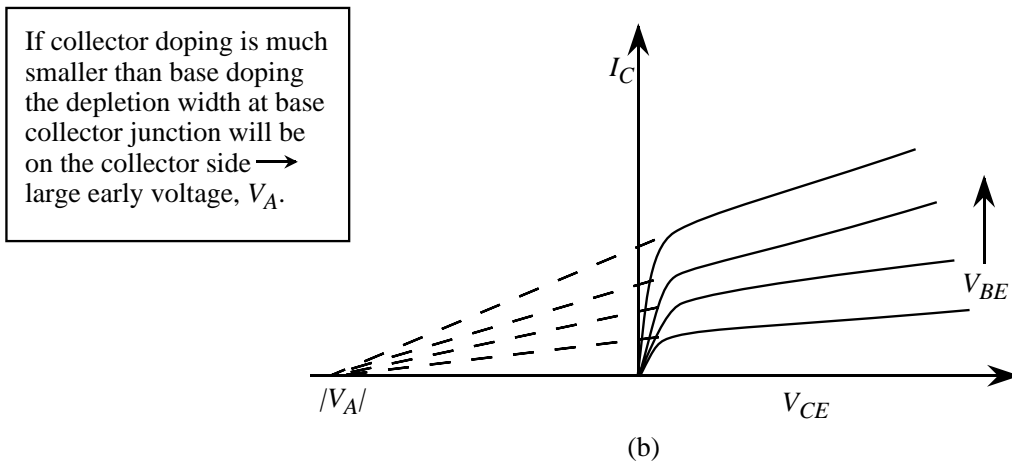 If collector doping is much
smaller than base doping
the depletion width at base
collector junction will be
on the collector side →
large early voltage, V_A.
I_C
V_BE
|V_A|
V_CE
(b)